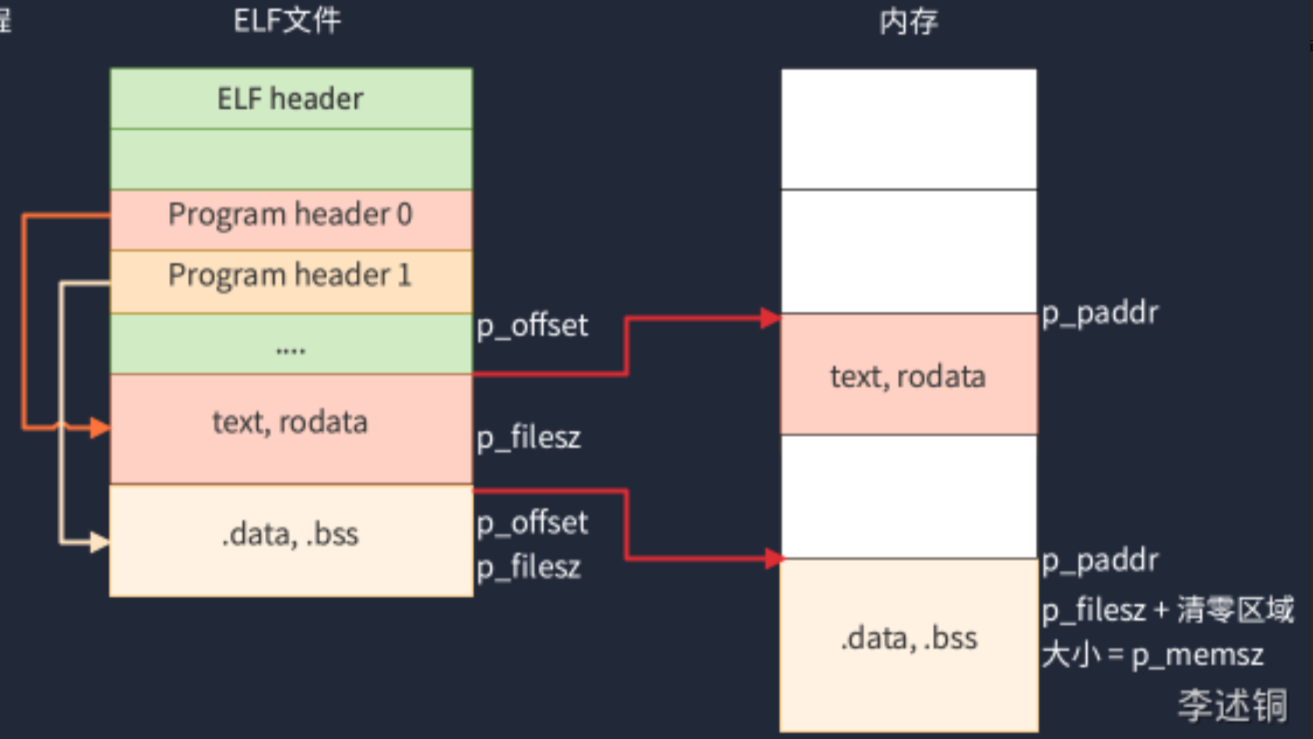 程
ELF文件
内存
ELF header
Program header 0
Program header 1
p_offset
p_paddr
....
text, rodata
text, rodata
p_filesz
.data, .bss
p_offset
p_filesz
p_paddr
p_filesz + 清零区域
大小 = p_memsz
.data, .bss
李述铜